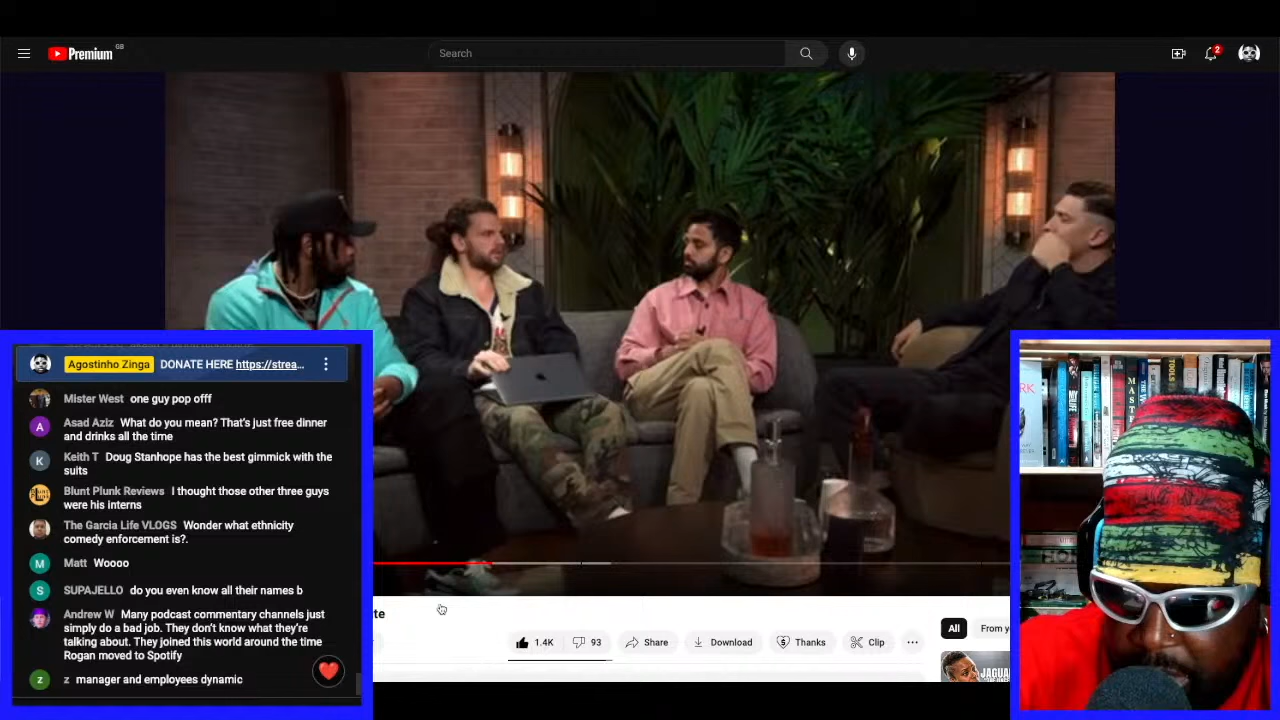 Premium GB
Search
2
Agostinho Zinga DONATE HERE https://strea...
Mister West one guy pop offf
Asad Aziz What do you mean? That's just free dinner
and drinks all the time
Keith T Doug Stanhope has the best gimmick with the
suits
Blunt Plunk Reviews I thought those other three guys
were his interns
The Garcia Life VLOGS Wonder what ethnicity
comedy enforcement is?.
Matt Woooo
SUPAJELLO do you even know all their names b
Andrew W Many podcast commentary channels just
simply do a bad job. They don't know what they're
talking about. They joined this world around the time
Rogan moved to Spotify
z manager and employees dynamic
te
1.4K 93 Share Download Thanks Clip
All From y
JAGUAR